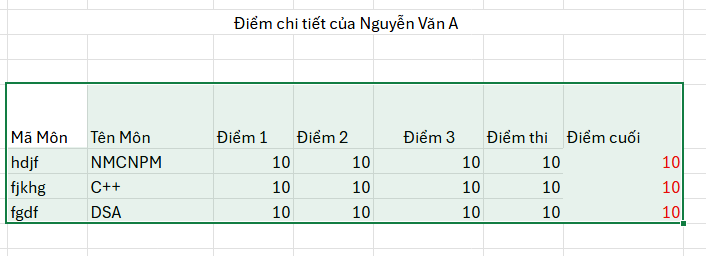 Điểm chi tiết của Nguyễn Văn A
Mã Môn Tên Môn Điểm 1 Điểm 2 Điểm 3 Điểm thi Điểm cuối
hdjf NMCNPM 10 10 10 10 10
fjkhg C++ 10 10 10 10 10
fgdf DSA 10 10 10 10 10